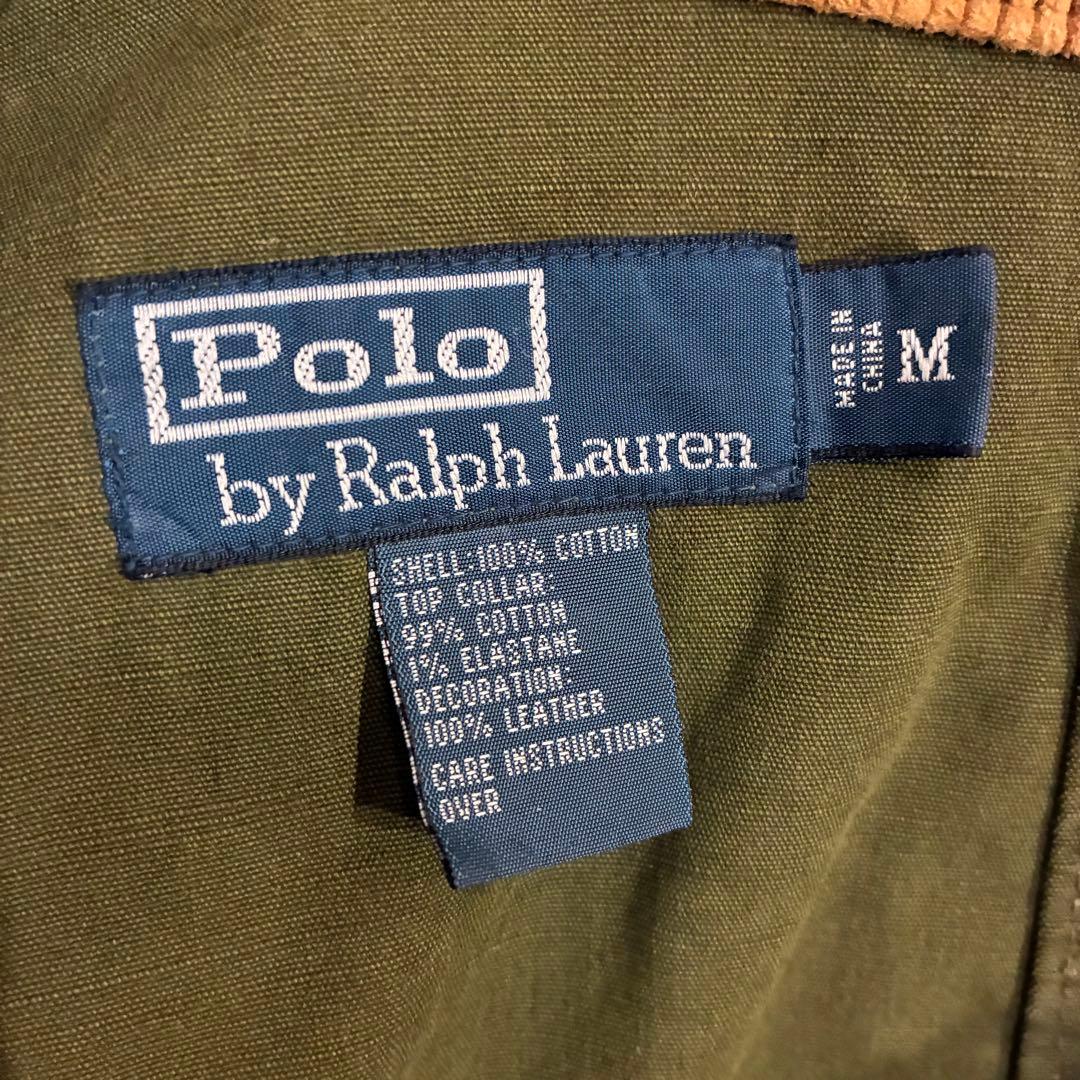 Polo
by Ralph Lauren
MADE IN
CHINA
M
SHELL:100% COTTON
TOP COLLAR:
99% COTTON
1% ELASTANE
DECORATION:
100% LEATHER
CARE INSTRUCTIONS
OVER